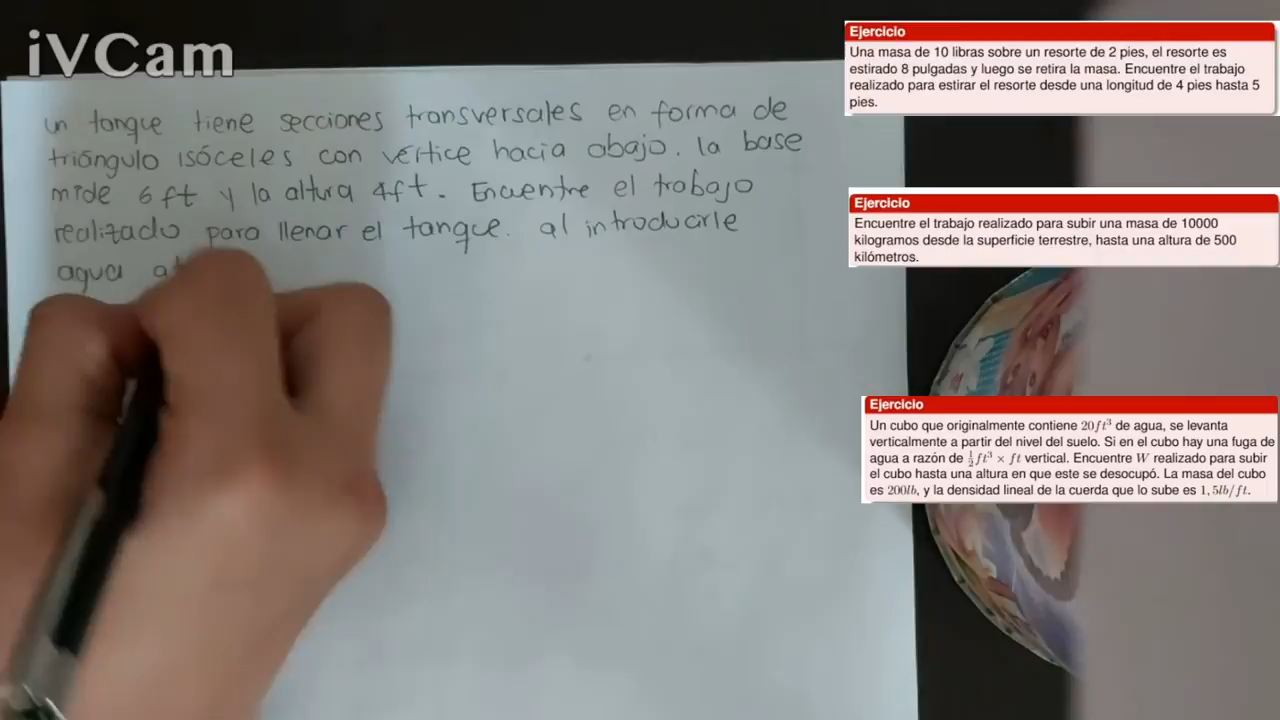 iVCam
un tanque tiene secciones transversales en forma de
triángulo isóceles con vértice hacia abajo. la base
mide 6 ft y la altura 4ft. Encuentre el trabajo
realizado para llenar el tanque. al introducirle
agua
Ejercicio
Una masa de 10 libras sobre un resorte de 2 pies, el resorte es
estirado 8 pulgadas y luego se retira la masa. Encuentre el trabajo
realizado para estirar el resorte desde una longitud de 4 pies hasta 5
pies.
Ejercicio
Encuentre el trabajo realizado para subir una masa de 10000
kilogramos desde la superficie terrestre, hasta una altura de 500
kilómetros.
Ejercicio
Un cubo que originalmente contiene 20ft³ de agua, se levanta
verticalmente a partir del nivel del suelo. Si en el cubo hay una fuga de
agua a razón de ½ft³ × ft vertical. Encuentre W realizado para subir
el cubo hasta una altura en que este se desocupó. La masa del cubo
es 200lb, y la densidad lineal de la cuerda que lo sube es 1, 5lb/ft.